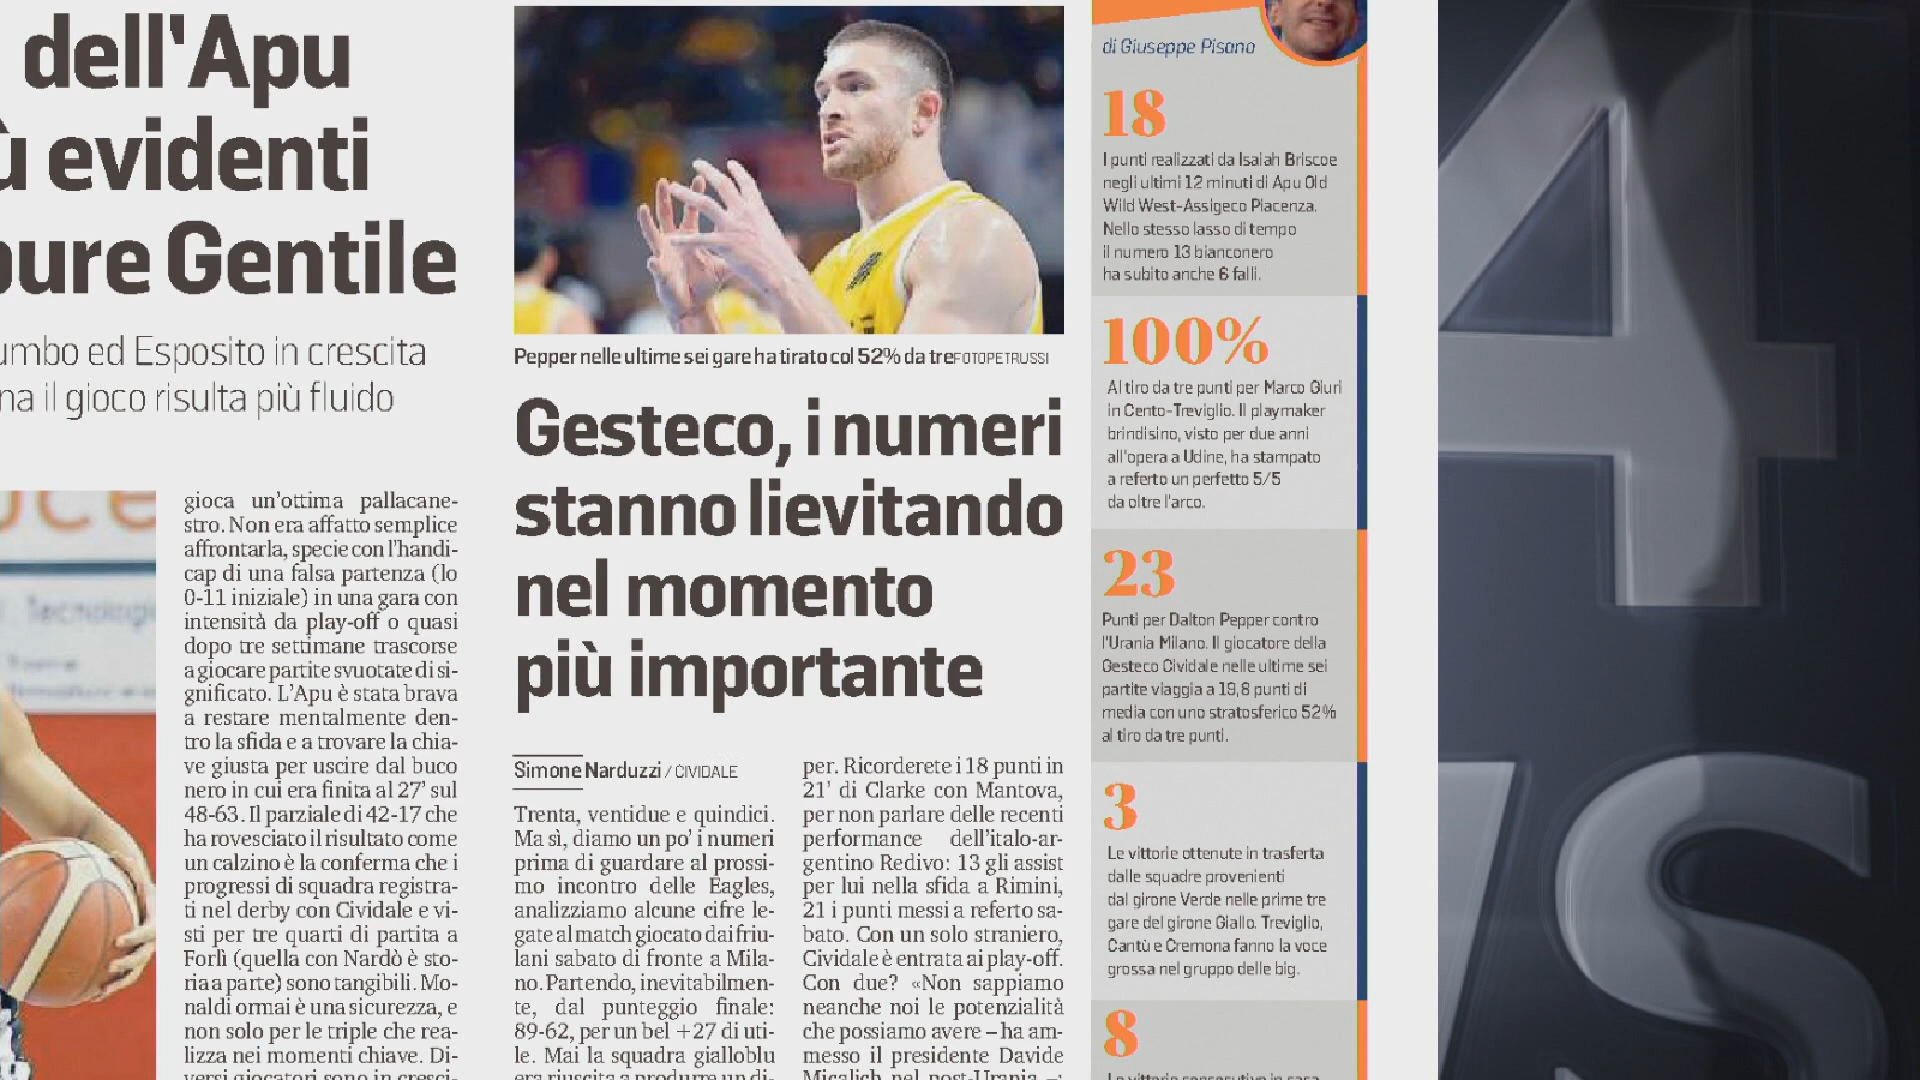 dell'Apu
ù evidenti
pure Gentile
umbo ed Esposito in crescita
na il gioco risulta più fluido
gioca un'ottima pallacane-
stro. Non era affatto semplice
affrontarla, specie con l'handi-
cap di una falsa partenza (lo
0-11 iniziale) in una gara con
intensità da play-off o quasi
dopo tre settimane trascorse
a giocare partite svuotate di si-
gnificato. L'Apu è stata brava
a restare mentalmente den-
tro la sfida e a trovare la chia-
ve giusta per uscire dal buco
nero in cui era finita al 27' sul
48-63. Il parziale di 42-17 che
ha rovesciato il risultato come
un calzino è la conferma che i
progressi di squadra registra-
ti nel derby con Cividale e vi-
sti per tre quarti di partita a
Forlì (quella con Nardò è sto-
ria a parte) sono tangibili. Mo-
naldi ormai è una sicurezza, e
non solo per le triple che rea-
lizza nei momenti chiave. Di-
versi giocatori sono in cresci-
Pepper nelle ultime sei gare ha tirato col 52% da tre FOTOPETRUSSI
Gesteco, i numeri
stanno lievitando
nel momento
più importante
Simone Narduzzi / CIVIDALE
Trenta, ventidue e quindici.
Ma sì, diamo un po' i numeri
prima di guardare al prossi-
mo incontro delle Eagles,
analizziamo alcune cifre le-
gate al match giocato dai friu-
lani sabato di fronte a Mila-
no. Partendo, inevitabilmen-
te, dal punteggio finale:
89-62, per un bel +27 di uti-
le. Mai la squadra gialloblu
era riuscita a produrre un di-
per. Ricorderete i 18 punti in
21' di Clarke con Mantova,
per non parlare delle recenti
performance dell'italo-ar-
gentino Redivo: 13 gli assist
per lui nella sfida a Rimini,
21 i punti messi a referto sa-
bato. Con un solo straniero,
Cividale è entrata ai play-off.
Con due? «Non sappiamo
neanche noi le potenzialità
che possiamo avere – ha am-
messo il presidente Davide
Micalich nel post-Urania –:
di Giuseppe Pisano
18
I punti realizzati da Isaiah Briscoe
negli ultimi 12 minuti di Apu Old
Wild West-Assigeco Piacenza.
Nello stesso lasso di tempo
il numero 13 bianconero
ha subito anche 6 falli.
100%
Al tiro da tre punti per Marco Giuri
in Cento-Treviglio. Il playmaker
brindisino, visto per due anni
all'opera a Udine, ha stampato
a referto un perfetto 5/5
da oltre l'arco.
23
Punti per Dalton Pepper contro
l'Urania Milano. Il giocatore della
Gesteco Cividale nelle ultime sei
partite viaggia a 19,8 punti di
media con uno stratosferico 52%
al tiro da tre punti.
3
Le vittorie ottenute in trasferta
dalle squadre provenienti
dal girone Verde nelle prime tre
gare del girone Giallo. Treviglio,
Cantù e Cremona fanno la voce
grossa nel gruppo delle big.
8
Le vittorie consecutive in casa
4
S